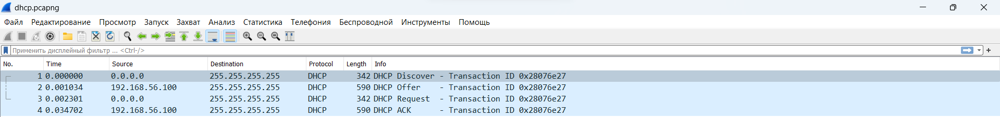 dhcp.pcapng
Файл Редактирование Просмотр Запуск Захват Анализ Статистика Телефония Беспроводной Инструменты Помощь
Применить дисплейный фильтр ... <Ctrl-/>
No. Time Source Destination Protocol Length Info
1 0.000000 0.0.0.0 255.255.255.255 DHCP 342 DHCP Discover - Transaction ID 0x28076e27
2 0.001034 192.168.56.100 255.255.255.255 DHCP 590 DHCP Offer - Transaction ID 0x28076e27
3 0.002301 0.0.0.0 255.255.255.255 DHCP 342 DHCP Request - Transaction ID 0x28076e27
4 0.034702 192.168.56.100 255.255.255.255 DHCP 590 DHCP ACK - Transaction ID 0x28076e27